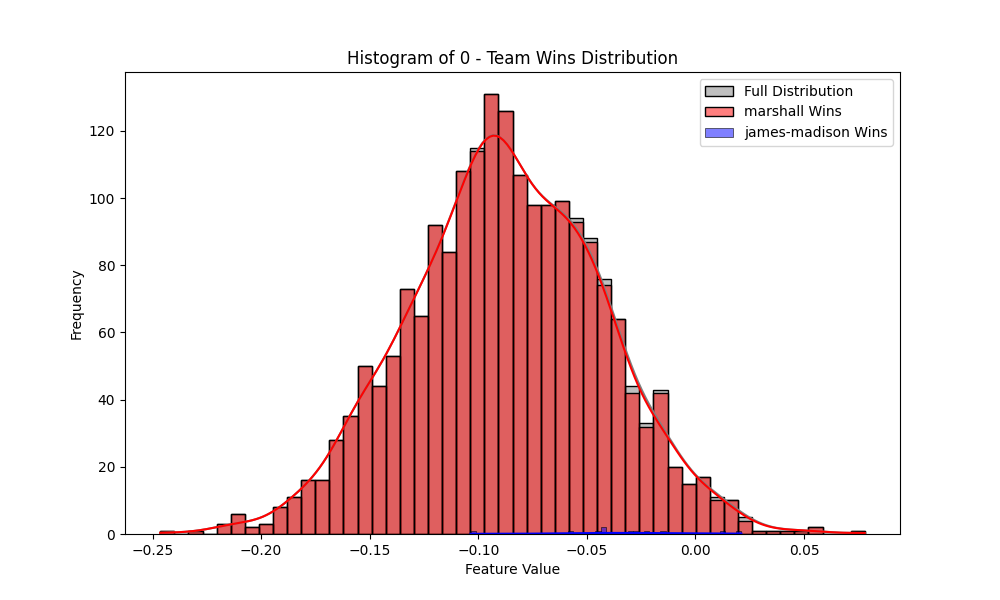 Histogram of 0 - Team Wins Distribution
Full Distribution
marshall Wins
james-madison Wins
Frequency
120
100
80
60
40
20
0
−0.25 −0.20 −0.15 −0.10 −0.05 0.00 0.05
Feature Value